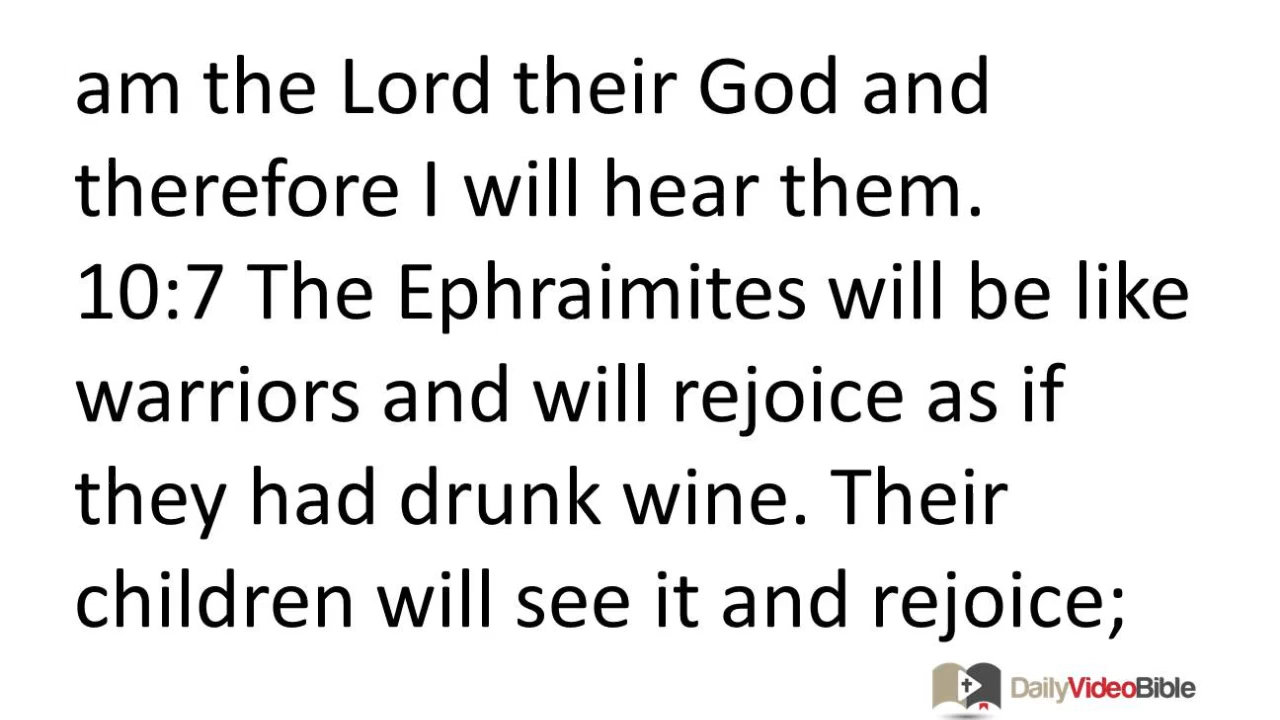 am the Lord their God and
therefore I will hear them.
10:7 The Ephraimites will be like
warriors and will rejoice as if
they had drunk wine. Their
children will see it and rejoice;
DailyVideoBible